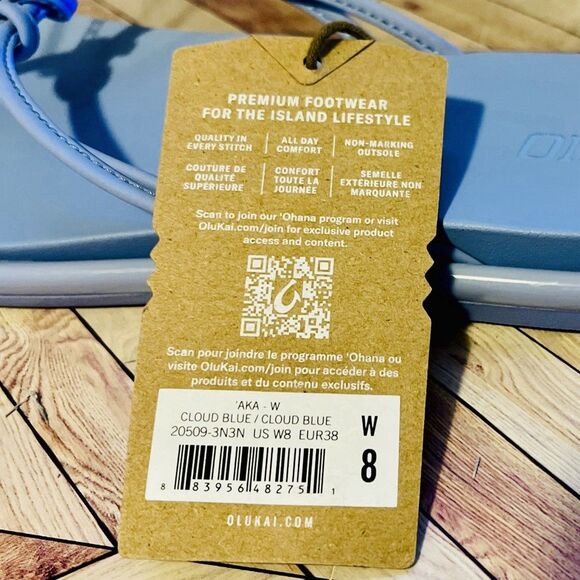 PREMIUM FOOTWEAR
FOR THE ISLAND LIFESTYLE
QUALITY IN
EVERY STITCH
ALL DAY
COMFORT
NON-MARKING
OUTSOLE
COUTURE DE
QUALITÉ
SUPÉRIEURE
CONFORT
TOUTE LA
JOURNÉE
SEMELLE
EXTÉRIEURE NON
MARQUANTE
Scan to join our 'Ohana program or visit
OluKai.com/join for exclusive product
access and content.
Scan pour joindre le programme 'Ohana ou
visite OluKai.com/join pour accéder à des
produits et du contenu exclusifs.
'AKA - W
CLOUD BLUE / CLOUD BLUE
20509-3N3N US W8 EUR38
W
8
8 83956 48275 1
OLUKAI.COM